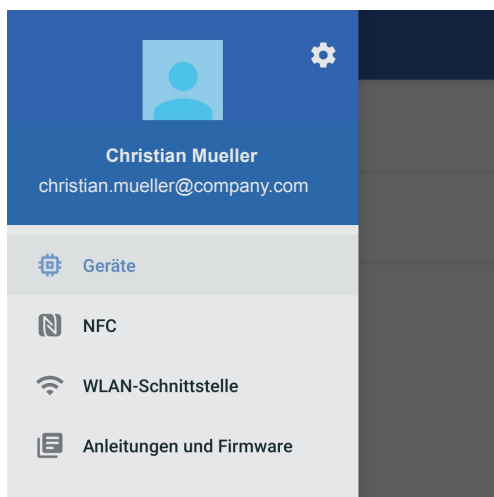 Christian Mueller
christian.mueller@company.com
Geräte
NFC
WLAN-Schnittstelle
Anleitungen und Firmware